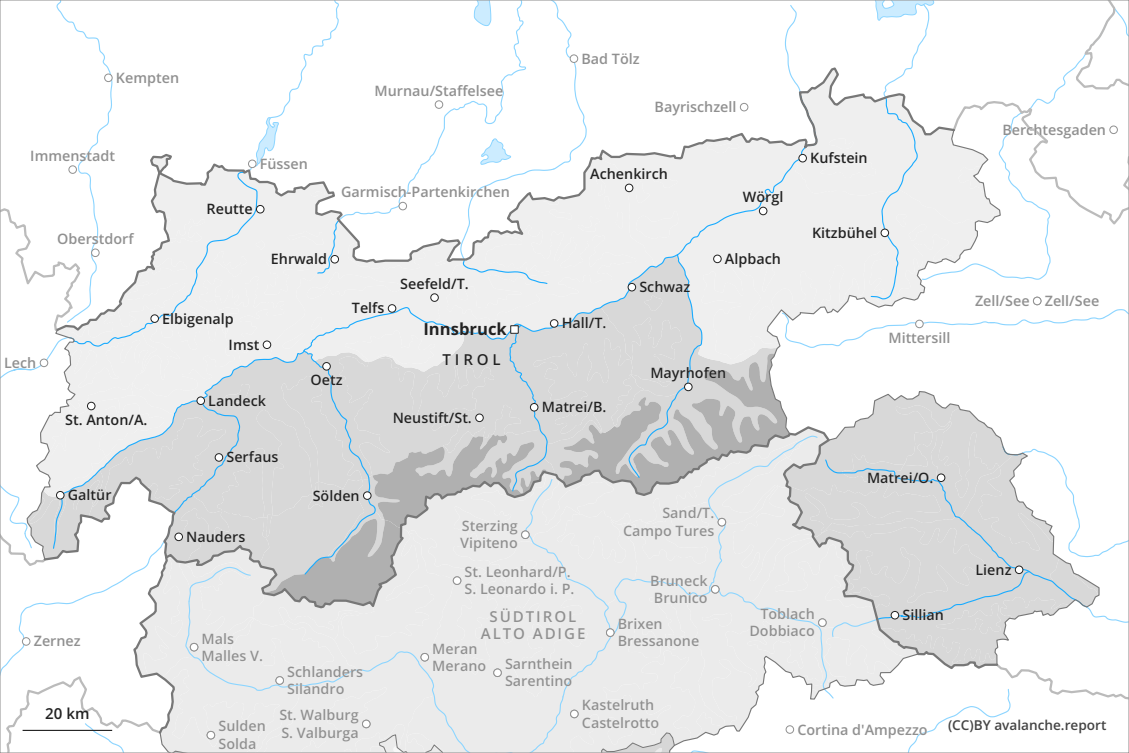 Kempten
Bad Tölz
Murnau/Staffelsee
Bayrischzell
Berchtesgaden
Immenstadt
Füssen
Kufstein
Achenkirch
Garmisch-Partenkirchen
Wörgl
Reutte
Kitzbühel
Oberstdorf
Ehrwald
Alpbach
Seefeld/T.
Schwaz
Zell/See
Zell/See
Telfs
Elbigenalp
Innsbruck
Hall/T.
Mittersill
Imst
TIROL
Lech
Oetz
Mayrhofen
Landeck
Matrei/B.
St. Anton/A.
Neustift/St.
Serfaus
Matrei/O.
Galtür
Sölden
Sand/T.
Campo Tures
Sterzing
Vipiteno
Nauders
St. Leonhard/P.
S. Leonardo i. P.
Lienz
Bruneck
Brunico
SÜDTIROL
ALTO ADIGE
Toblach
Dobbiaco
Sillian
Brixen
Bressanone
Zernez
Mals
Malles V.
Meran
Merano
Sarnthein
Sarentino
Schlanders
Silandro
Kastelruth
Castelrotto
20 km
St. Walburg
S. Valburga
Sulden
Solda
Cortina d'Ampezzo
(CC)BY avalanche.report